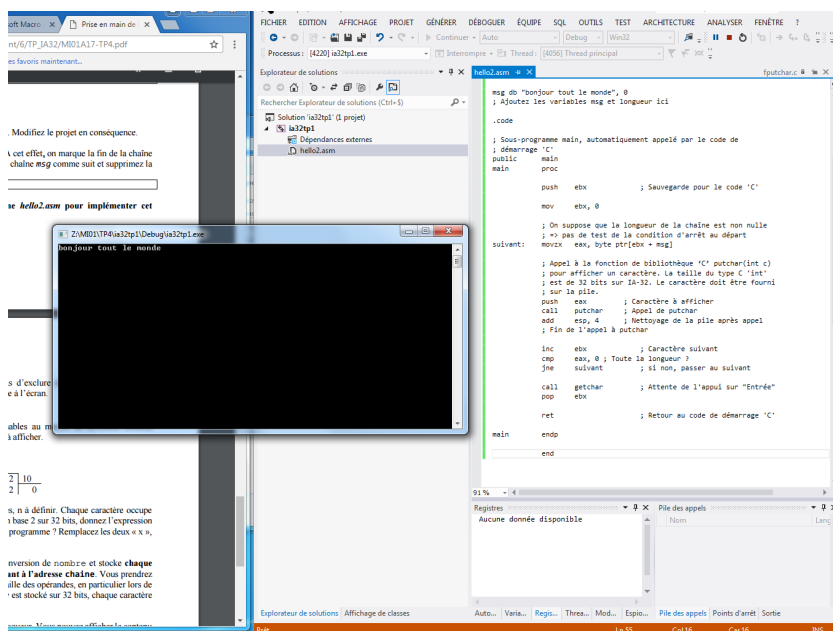 soft Macro
Prise en main de
nt/6/TP_IA32/MI01A17-TP4.pdf
es favoris maintenant...
. Modifiez le projet en conséquence.
A cet effet, on marque la fin de la chaîne
chaîne msg comme suit et supprimez la
ne hello2.asm pour implémenter cet
s d'exclure
e à l'écran.
ables au m
à afficher.
2 10
2 0
s, n à définir. Chaque caractère occupe
n base 2 sur 32 bits, donnez l'expression
programme ? Remplacez les deux « x »,
nversion de nombre et stocke chaque
ant à l'adresse chaine. Vous prendrez
aille des opérandes, en particulier lors de
r est stocké sur 32 bits, chaque caractère
FICHIER EDITION AFFICHAGE PROJET GÉNÉRER DÉBOGUER ÉQUIPE SQL OUTILS TEST ARCHITECTURE ANALYSER FENÊTRE ?
Continuer Auto Debug Win32
Processus : [4220] ia32tp1.exe Interrompre Thread : [4056] Thread principal
Explorateur de solutions
Rechercher Explorateur de solutions (Ctrl+$)
Solution 'ia32tp1' (1 projet)
ia32tp1
Dépendances externes
hello2.asm
Z:\MI01\TP4\ia32tp1\Debug\ia32tp1.exe
bonjour tout le monde
hello2.asm fputchar.c
msg db "bonjour tout le monde", 0
; Ajoutez les variables msg et longueur ici
.code
; Sous-programme main, automatiquement appelé par le code de
; démarrage 'C'
public main
main proc
push ebx ; Sauvegarde pour le code 'C'
mov ebx, 0
; On suppose que la longueur de la chaîne est non nulle
; => pas de test de la condition d'arrêt au départ
suivant: movzx eax, byte ptr[ebx + msg]
; Appel à la fonction de bibliothèque 'C' putchar(int c)
; pour afficher un caractère. La taille du type C 'int'
; est de 32 bits sur IA-32. Le caractère doit être fourni
; sur la pile.
push eax ; Caractère à afficher
call putchar ; Appel de putchar
add esp, 4 ; Nettoyage de la pile après appel
; Fin de l'appel à putchar
inc ebx ; Caractère suivant
cmp eax, 0 ; Toute la longueur ?
jne suivant ; si non, passer au suivant
call getchar ; Attente de l'appui sur "Entrée"
pop ebx
ret ; Retour au code de démarrage 'C'
main endp
end
91 %
Registres
Aucune donnée disponible
Pile des appels
Nom Lang
Explorateur de solutions Affichage de classes
Auto... Varia... Regis... Threa... Mod... Espio...
Pile des appels Points d'arrêt Sortie
Prêt Ln 55 Col 16 Car 16 INS